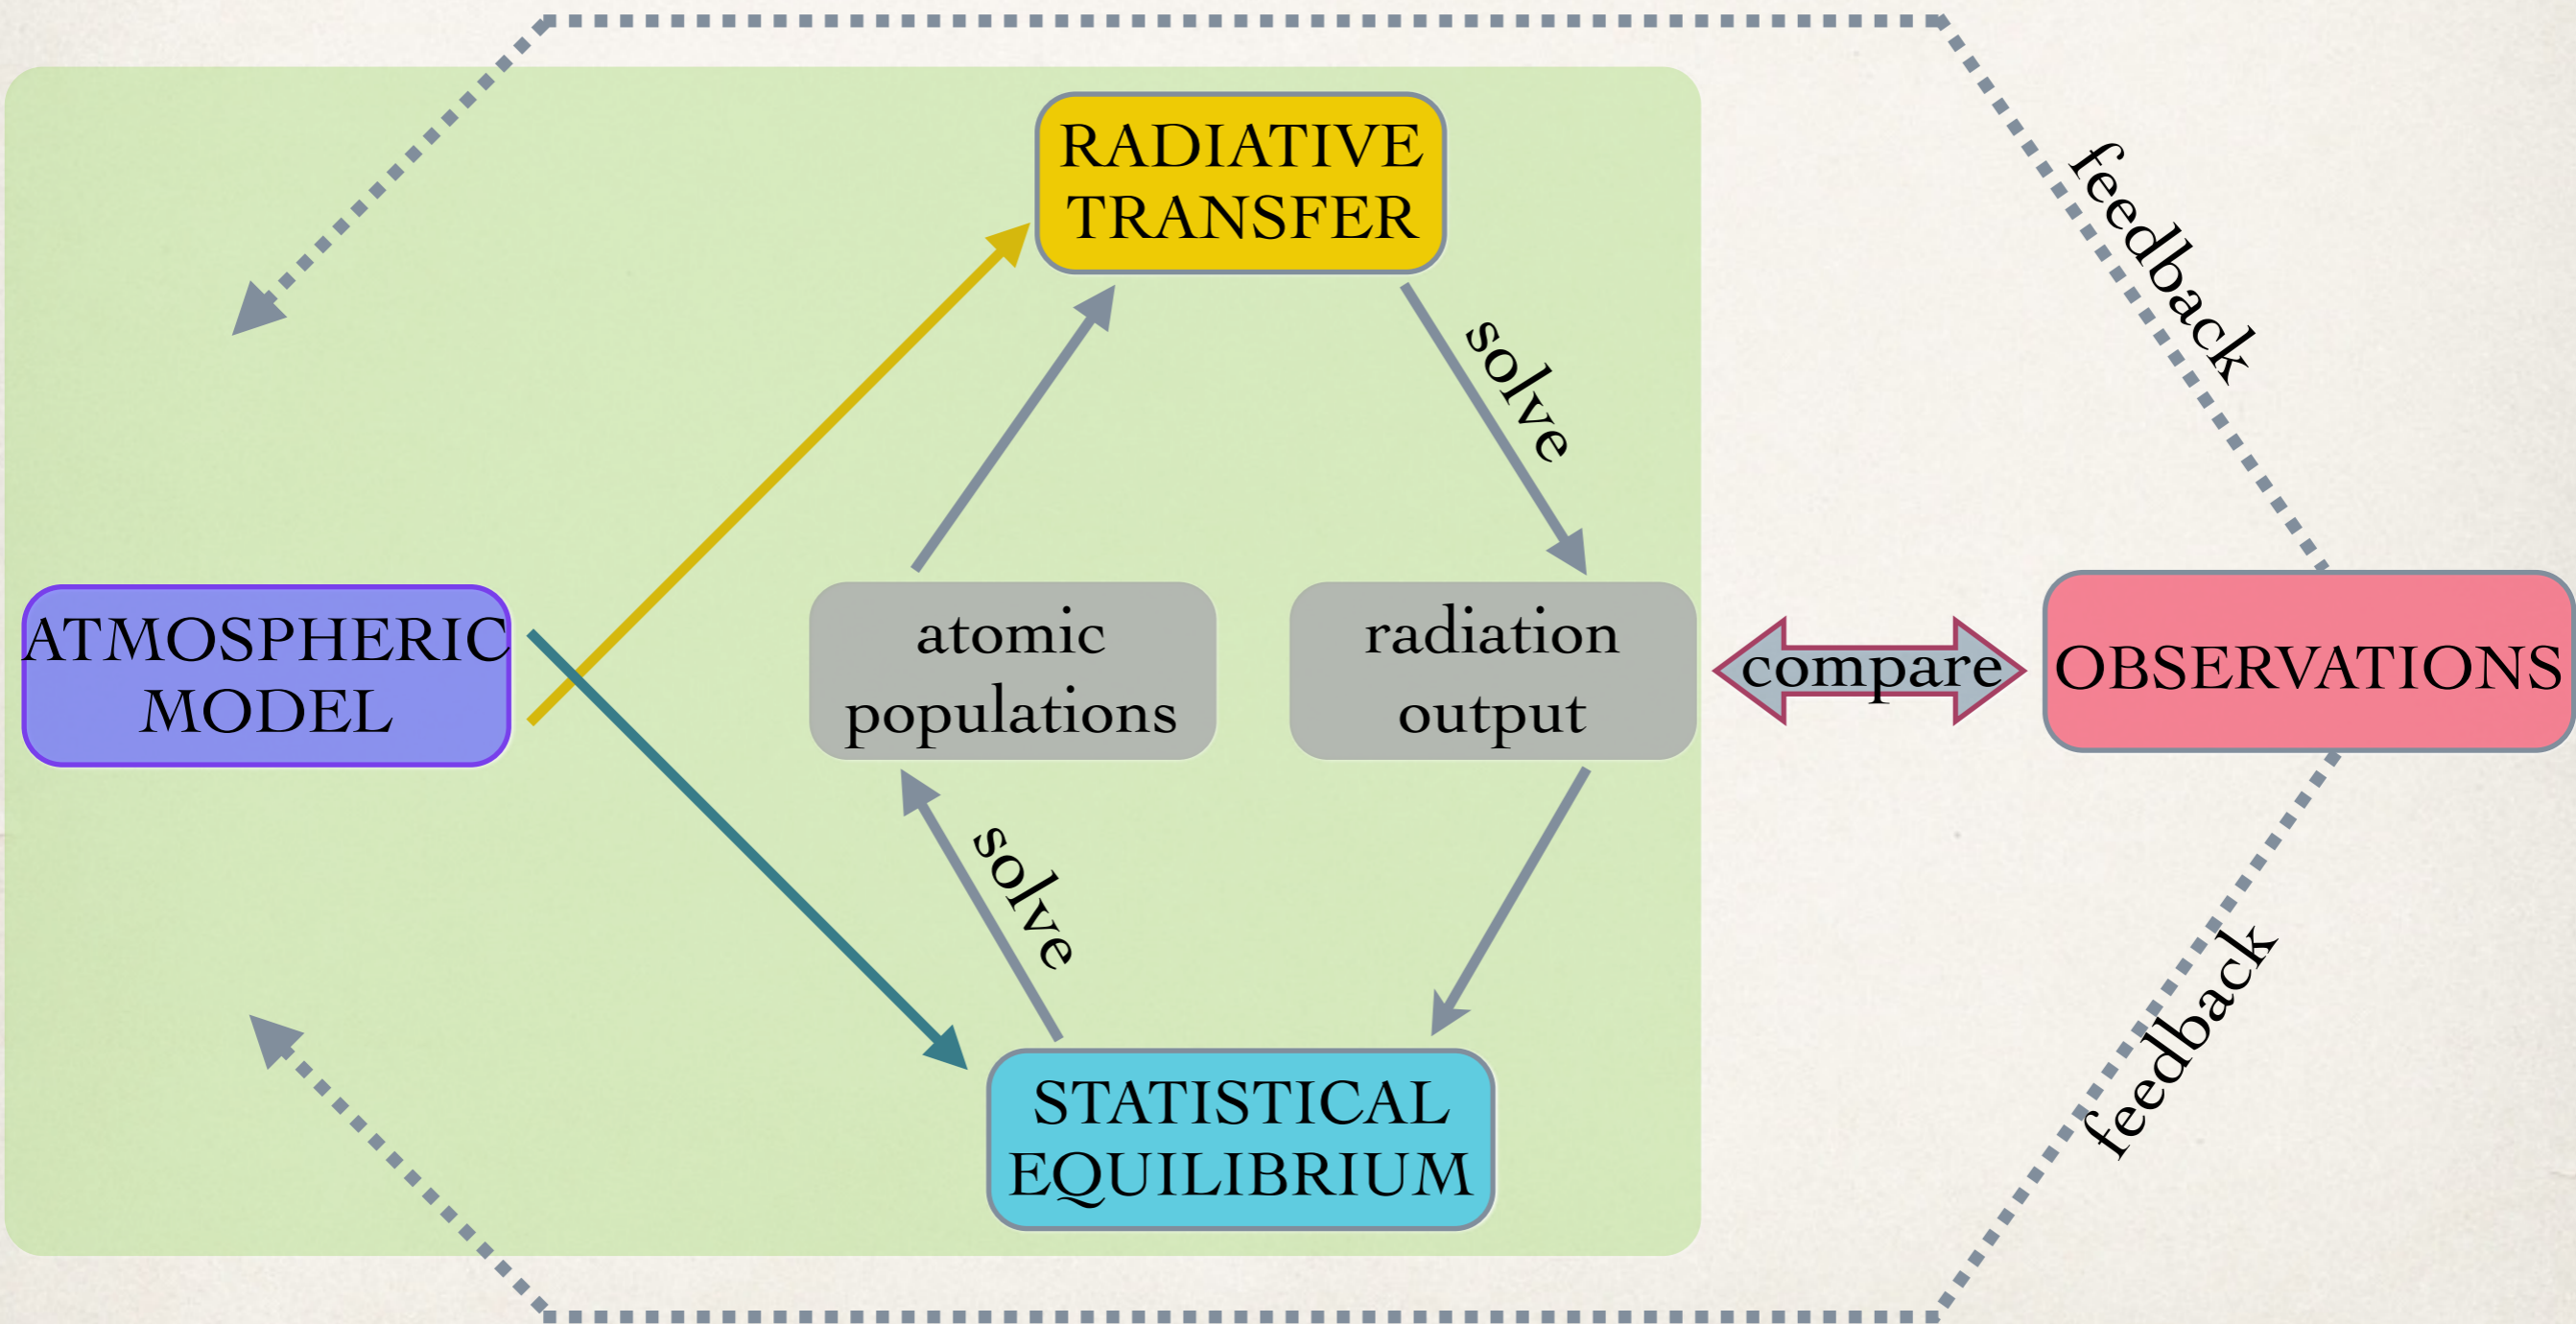 RADIATIVE
TRANSFER
feedback
solve
ATMOSPHERIC
MODEL
atomic
populations
radiation
output
compare
OBSERVATIONS
solve
feedback
STATISTICAL
EQUILIBRIUM